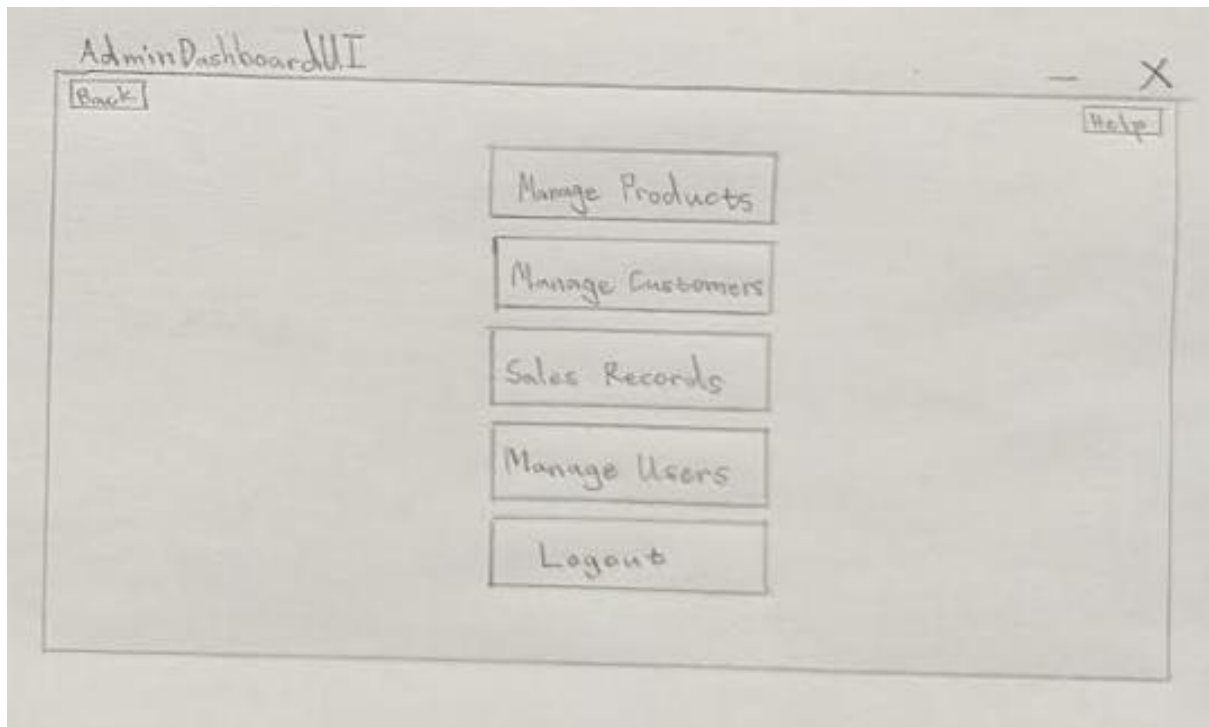 AdminDashboardUI
— X
Back
Help
Manage Products
Manage Customers
Sales Records
Manage Users
Logout